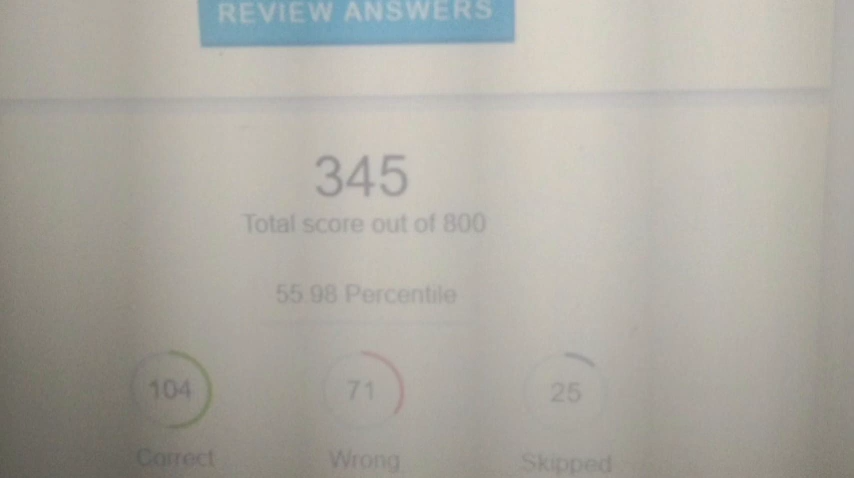 REVIEW ANSWERS
345
Total score out of 800
55.98 Percentile
104 71 25
Correct Wrong Skipped